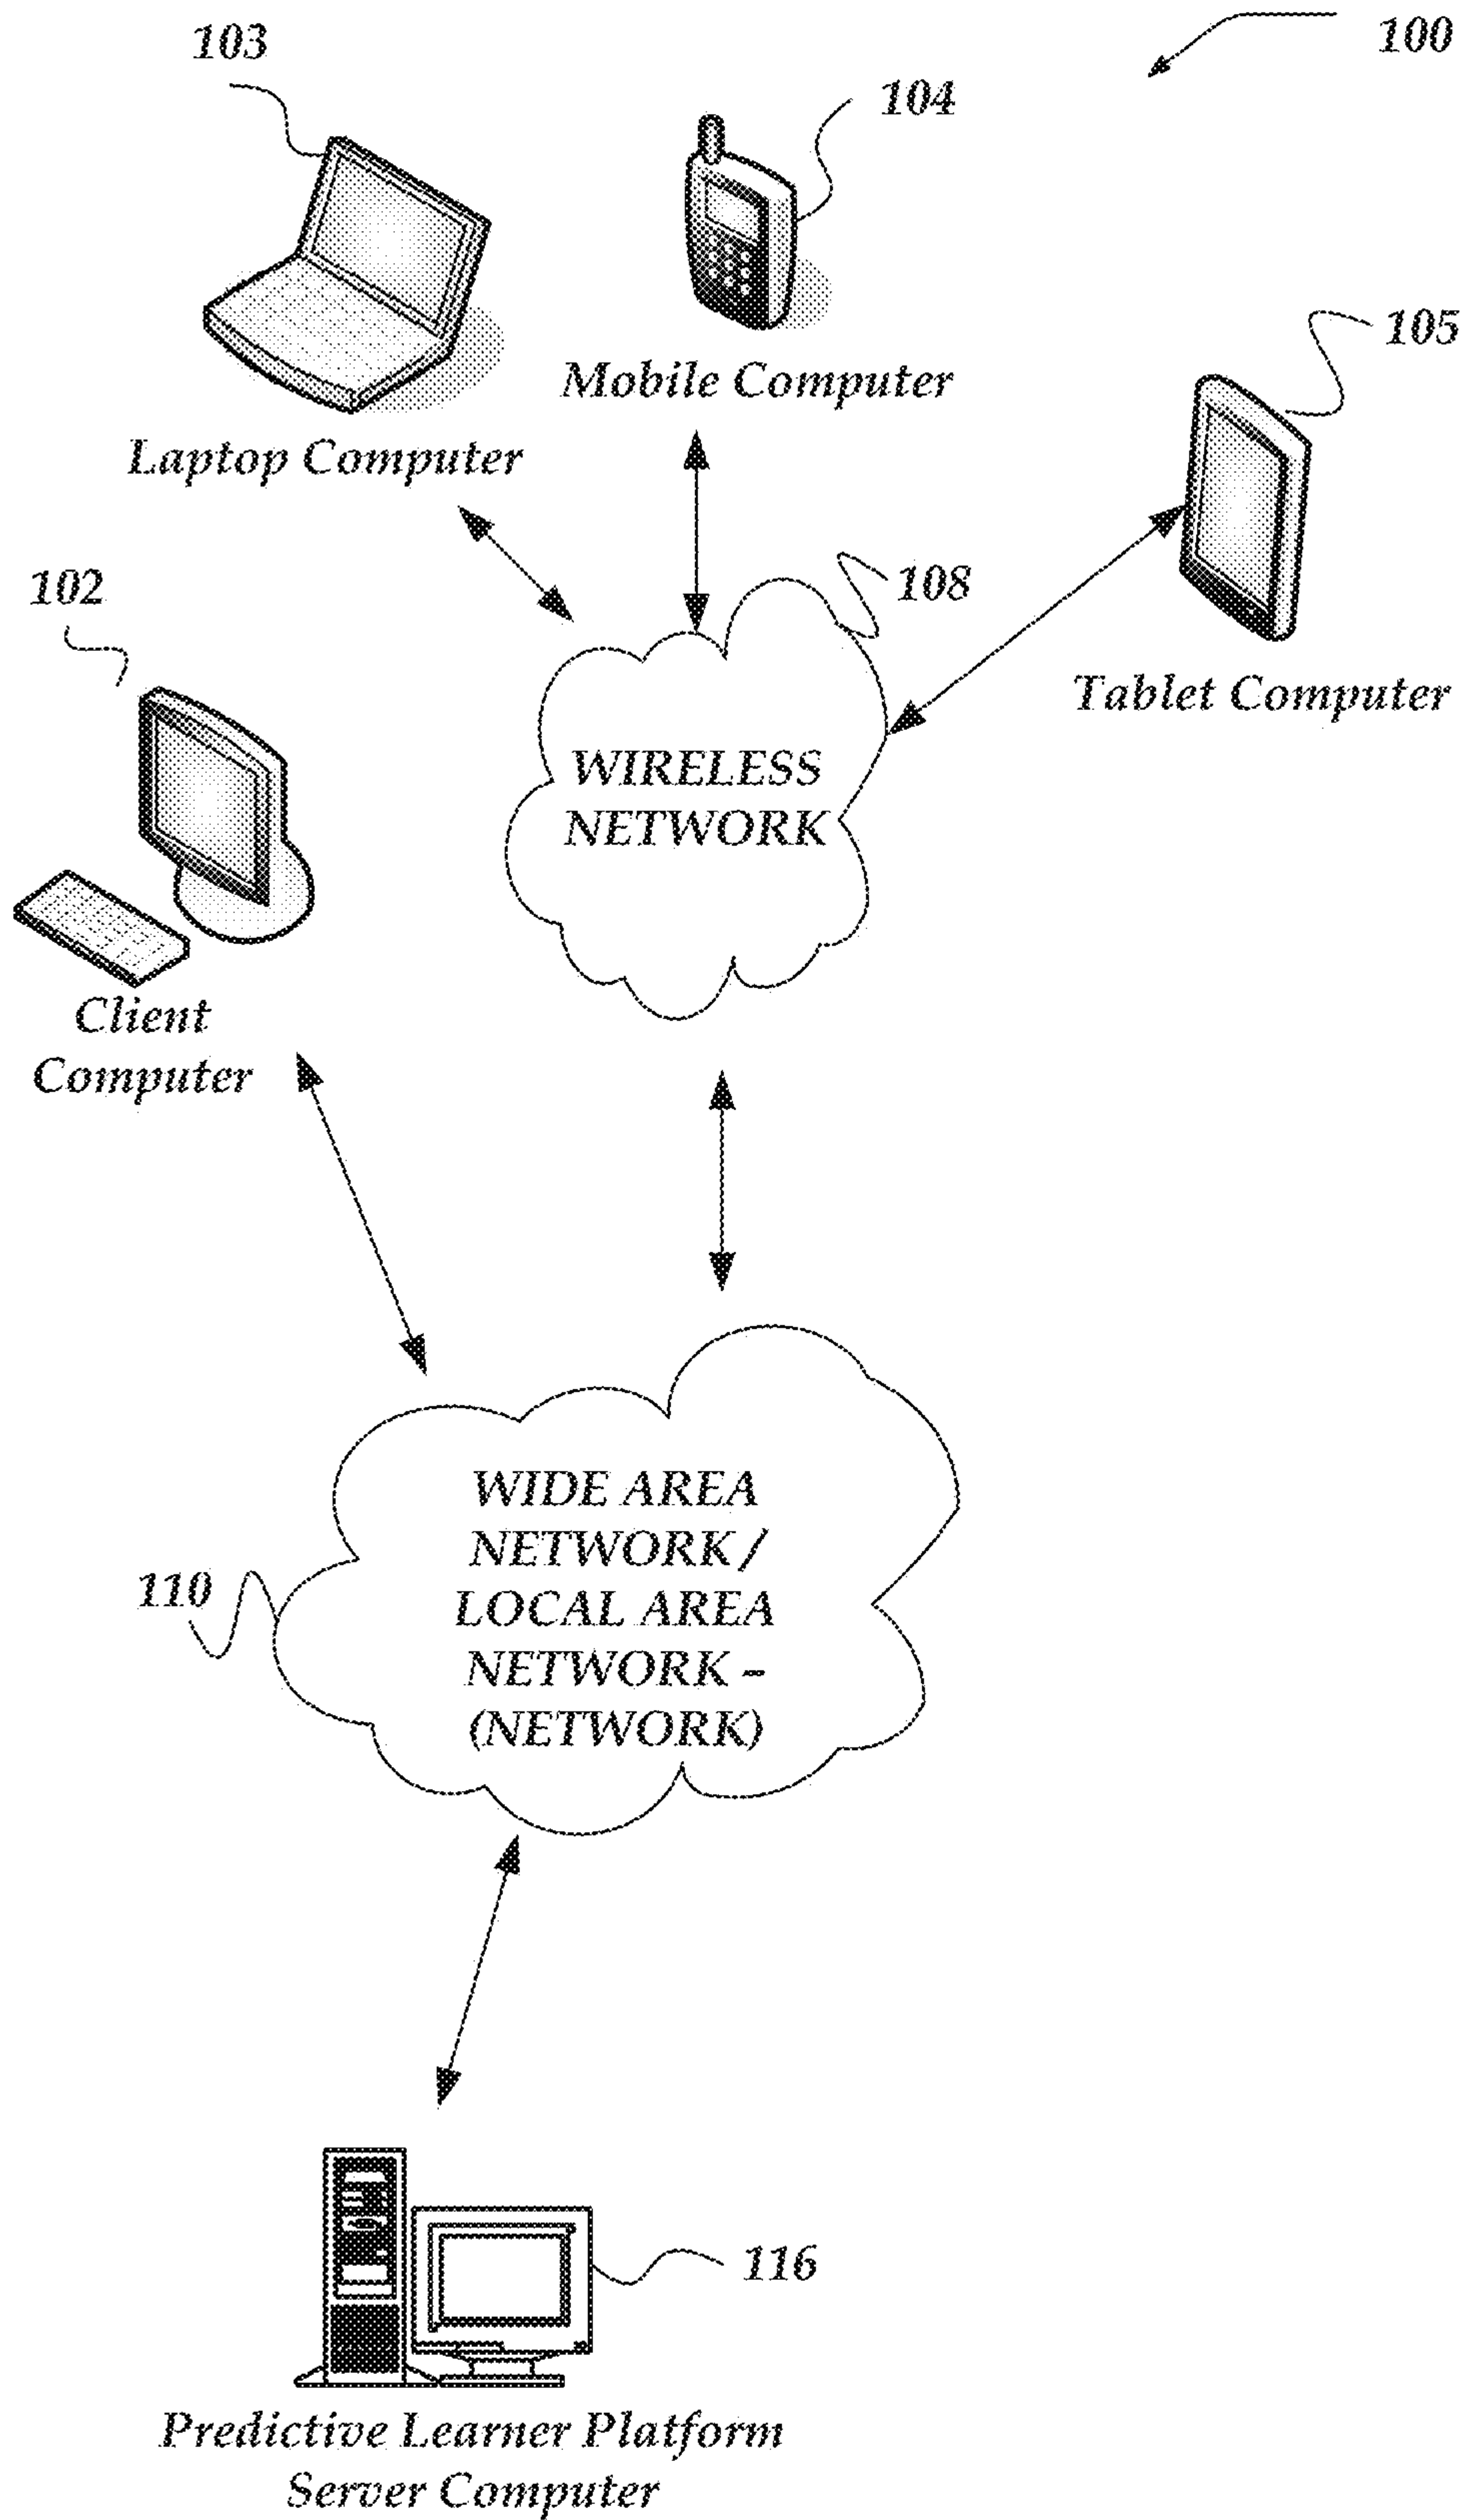 103
100
104
105
Mobile Computer
Laptop Computer
102
108
Tablet Computer
WIRELESS
NETWORK
Client
Computer
WIDE AREA
NETWORK /
LOCAL AREA
NETWORK –
(NETWORK)
110
116
Predictive Learner Platform
Server Computer